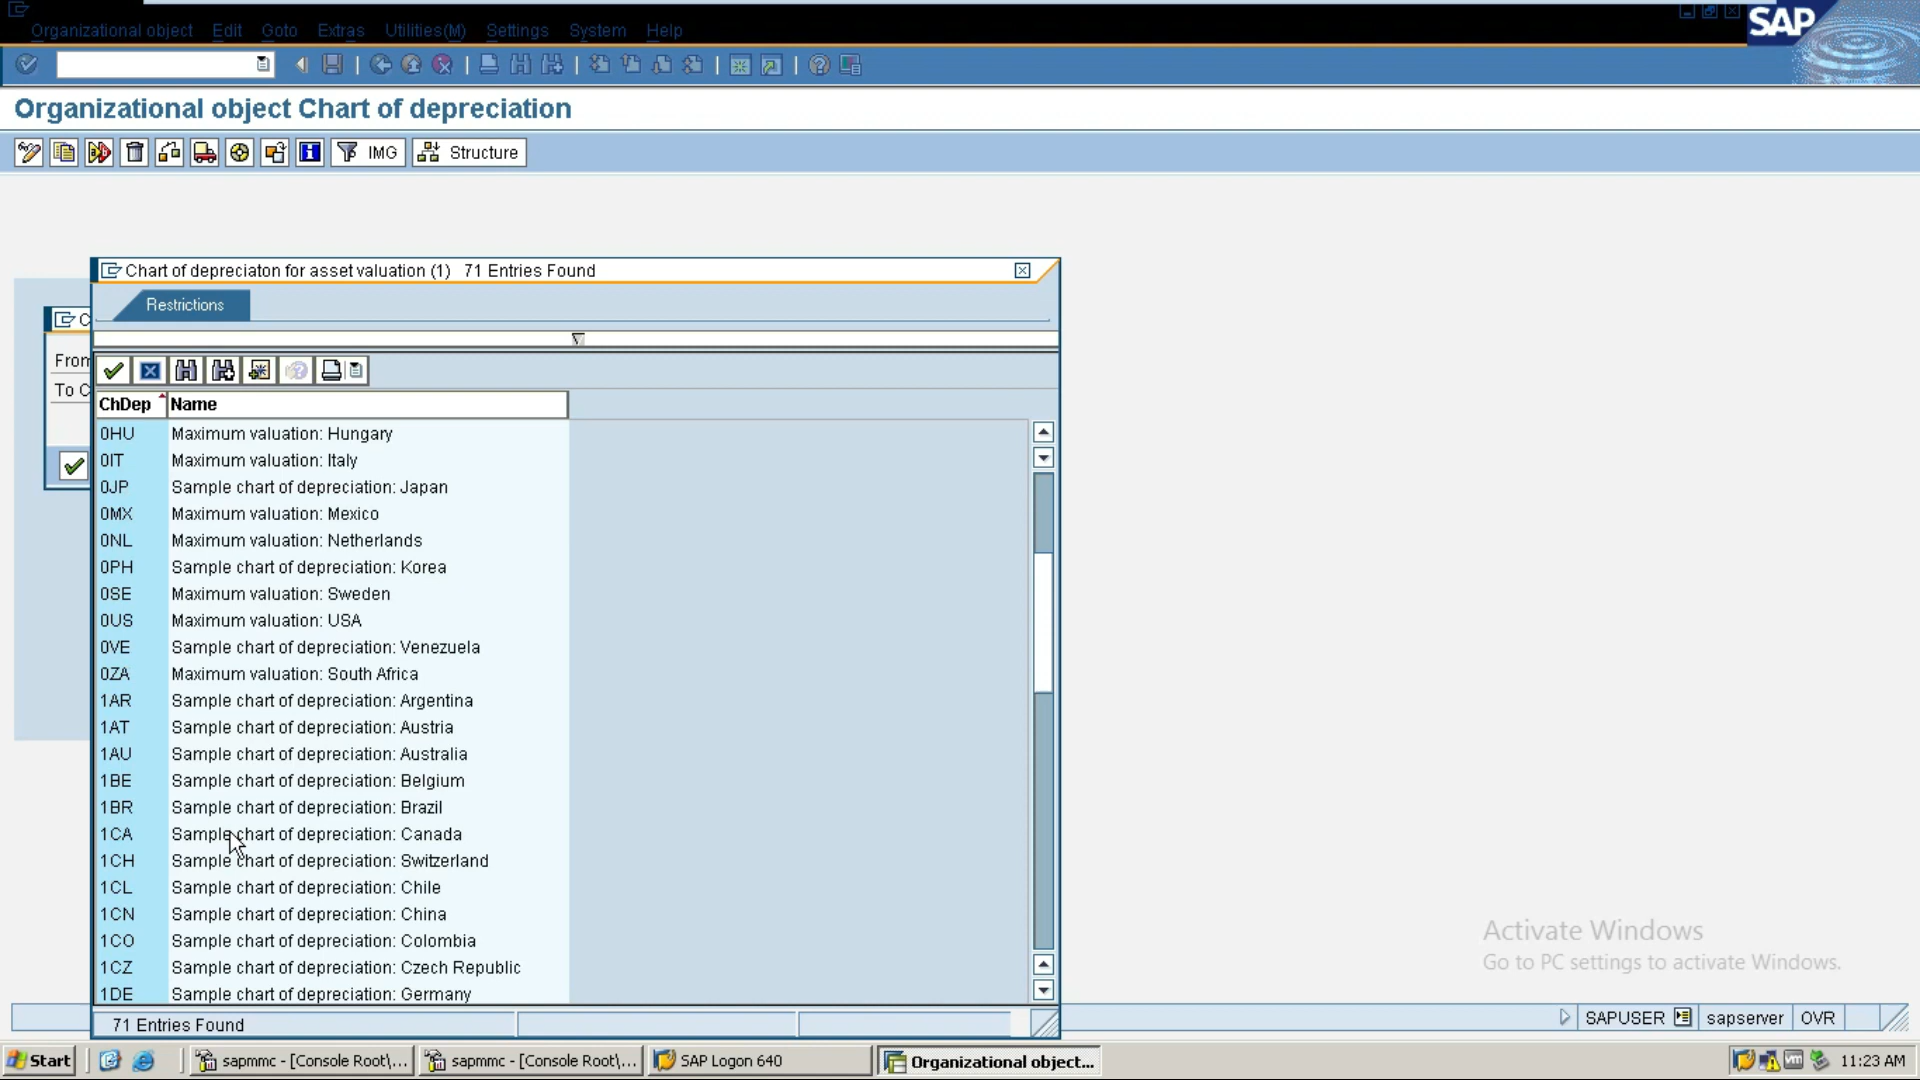 Organizational object Edit Goto Extras Utilities(M) Settings System Help
SAP
Organizational object Chart of depreciation
IMG Structure
Chart of depreciaton for asset valuation (1) 71 Entries Found
Restrictions
From
To C
ChDep Name
0HU Maximum valuation: Hungary
0IT Maximum valuation: Italy
0JP Sample chart of depreciation: Japan
0MX Maximum valuation: Mexico
0NL Maximum valuation: Netherlands
0PH Sample chart of depreciation: Korea
0SE Maximum valuation: Sweden
0US Maximum valuation: USA
0VE Sample chart of depreciation: Venezuela
0ZA Maximum valuation: South Africa
1AR Sample chart of depreciation: Argentina
1AT Sample chart of depreciation: Austria
1AU Sample chart of depreciation: Australia
1BE Sample chart of depreciation: Belgium
1BR Sample chart of depreciation: Brazil
1CA Sample chart of depreciation: Canada
1CH Sample chart of depreciation: Switzerland
1CL Sample chart of depreciation: Chile
1CN Sample chart of depreciation: China
1CO Sample chart of depreciation: Colombia
1CZ Sample chart of depreciation: Czech Republic
1DE Sample chart of depreciation: Germany
71 Entries Found
Activate Windows
Go to PC settings to activate Windows.
SAPUSER sapserver OVR
Start sapmmc - [Console Root\... sapmmc - [Console Root\... SAP Logon 640 Organizational object... 11:23 AM